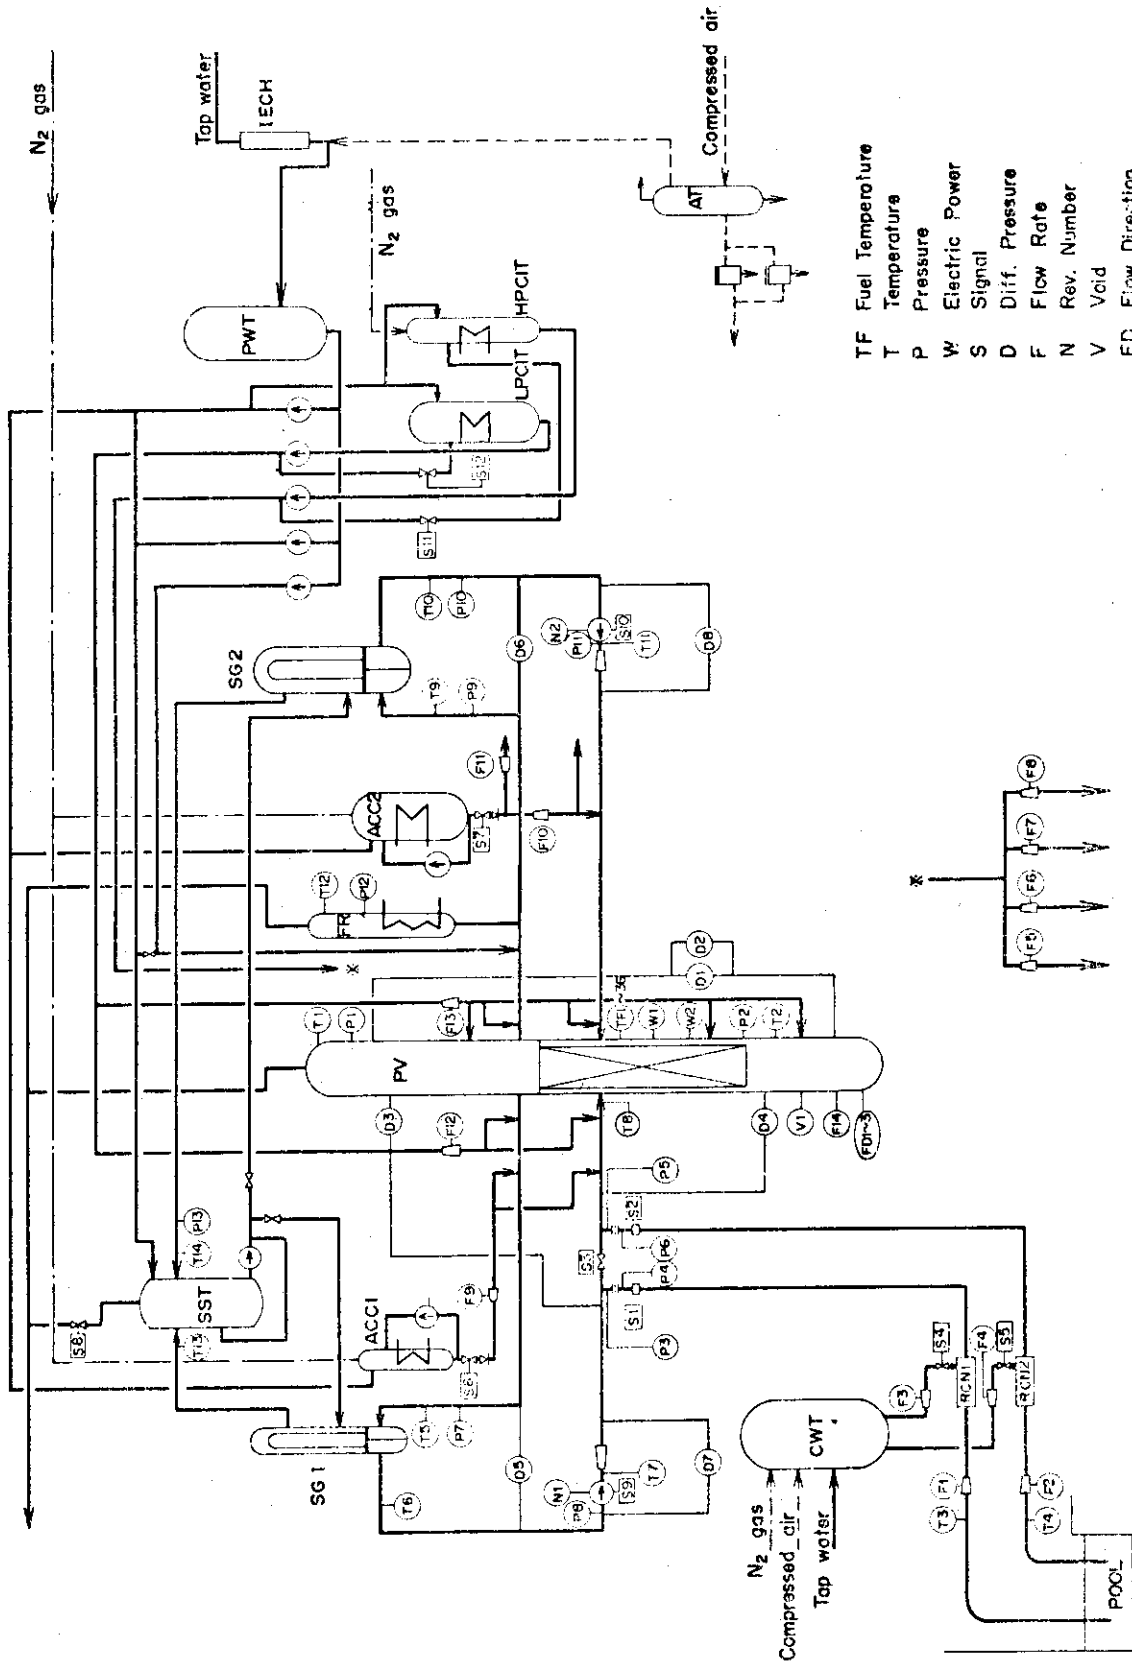 N₂ gas
Tap water
IECH
PWT
N₂ gas
HPCIT
LPCIT
S12
S11
Compressed air
AT
TF Fuel Temperature
T Temperature
P Pressure
W Electric Power
S Signal
D Diff. Pressure
F Flow Rate
N Rev. Number
V Void
FD Flow Direction
SG2
T10
P10
T9
P9
D6
N2
P11
S10
T11
D8
ACC2
S7
F11
F10
FR
T12
P12
*
T1
P1
PV
F13
D1
D2
TF1~36
W1
W2
P2
T2
D3
F12
T8
D4
V1
F14
FD1~3
P5
S2
S3
P6
P4
S1
P3
*
F5
F6
F7
F8
P13
T14
SST
S8
T13
ACC1
F9
S6
SG1
T5
P7
T6
D5
N1
P8
S9
T7
D7
CWT
N₂ gas
Compressed air
Tap water
F3
S4
F4
S5
RCN1
RCN2
F1
T3
F2
T4
POOL